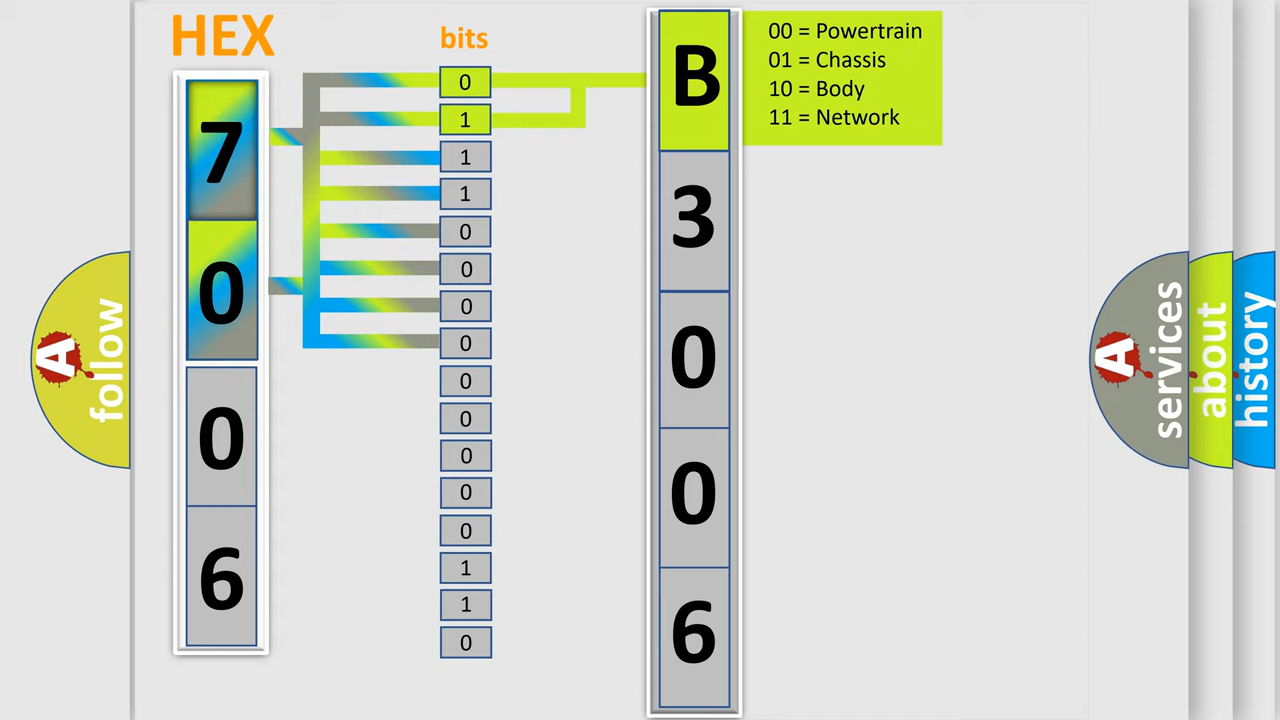 HEX
bits
7
0
0
6
0
1
1
1
0
0
0
0
0
0
0
0
0
1
1
0
B
3
0
0
6
00 = Powertrain
01 = Chassis
10 = Body
11 = Network
A
follow
A
services
about
history